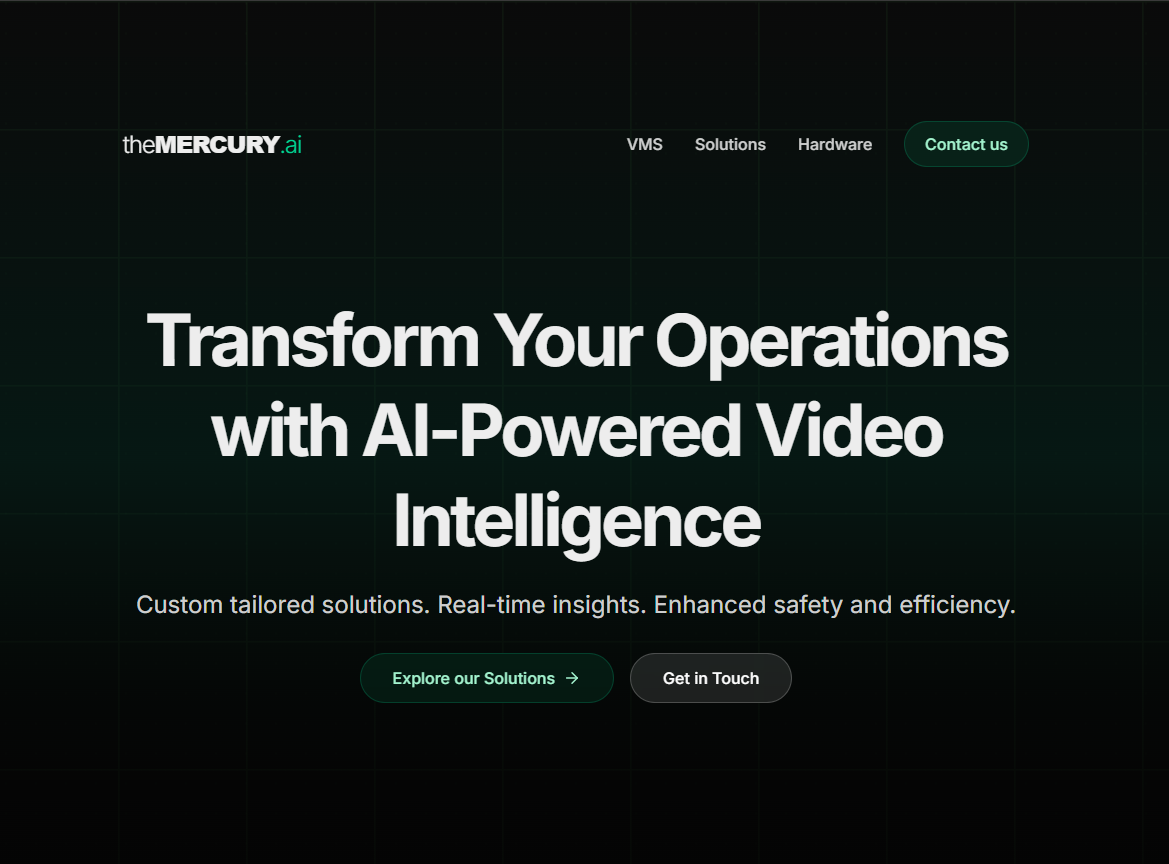 theMERCURY.ai
VMS
Solutions
Hardware
Contact us
Transform Your Operations
with AI-Powered Video
Intelligence
Custom tailored solutions. Real-time insights. Enhanced safety and efficiency.
Explore our Solutions →
Get in Touch